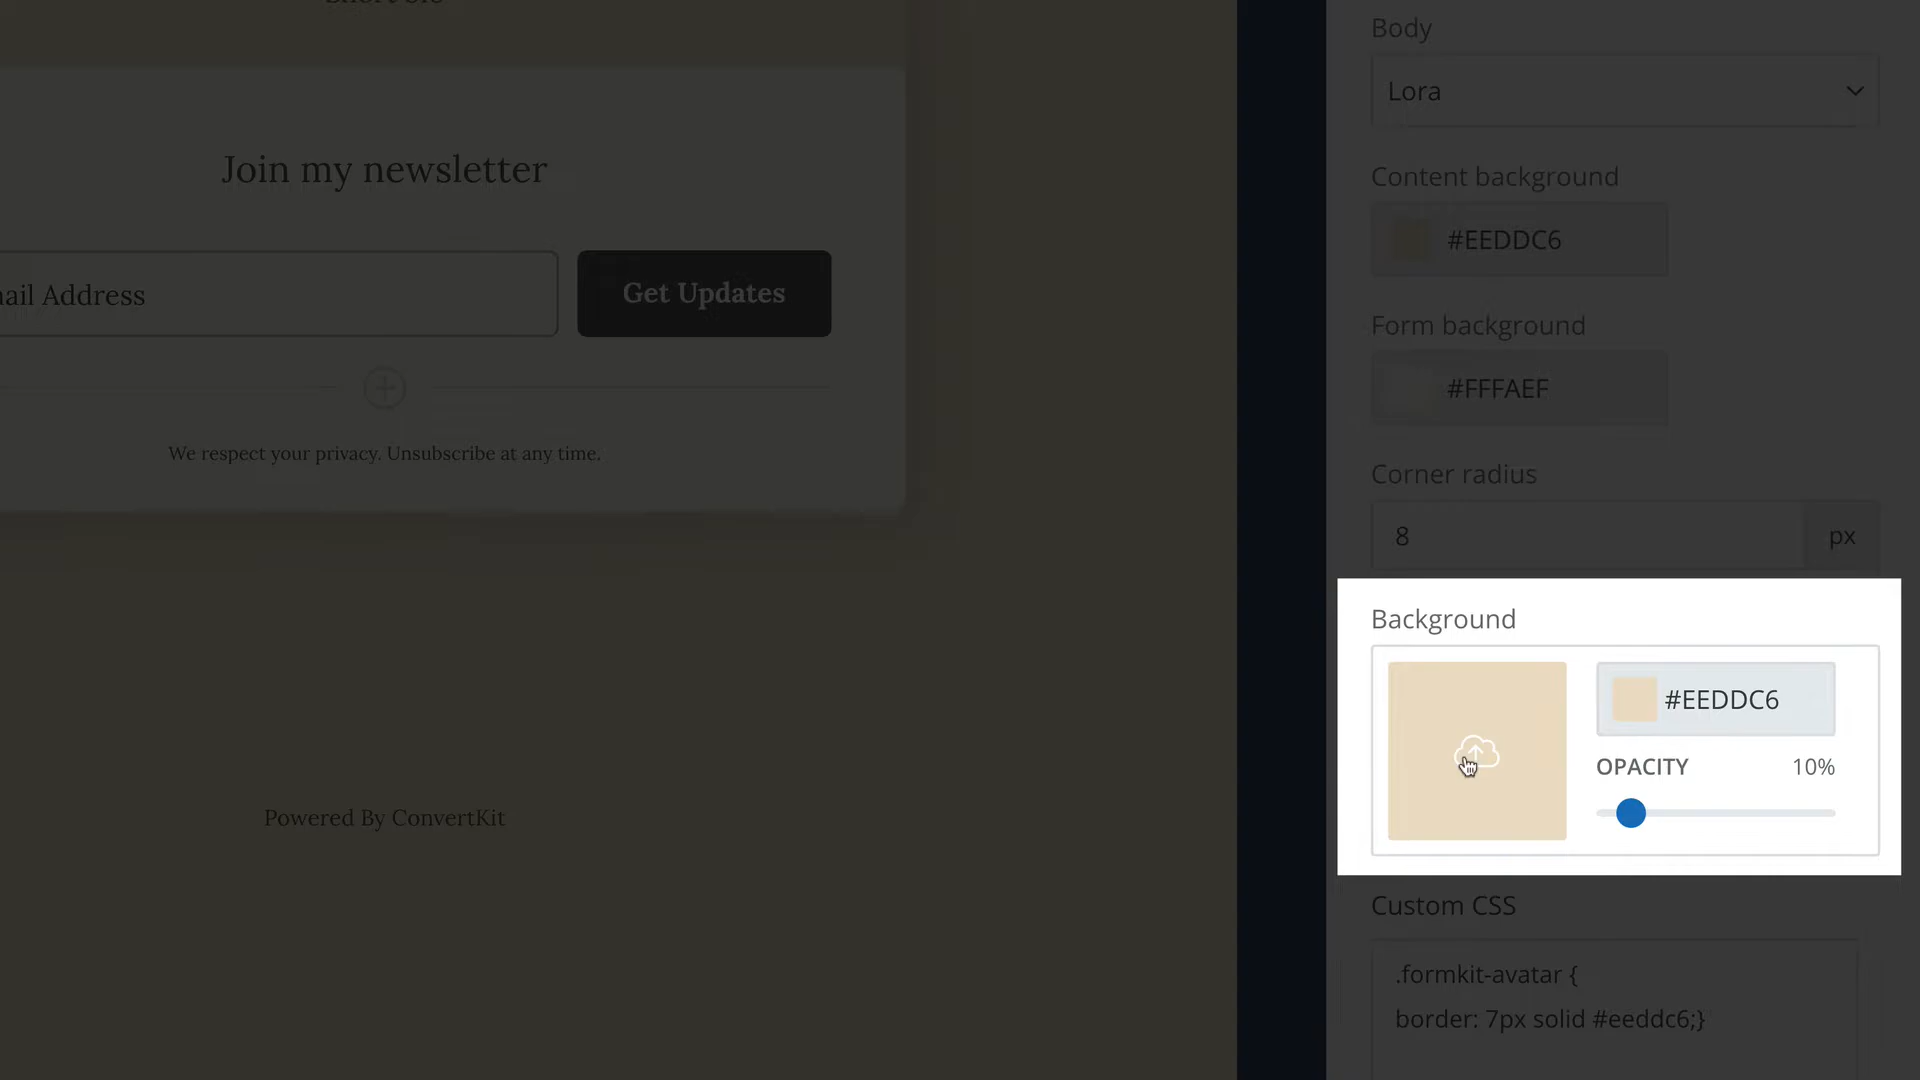 Join my newsletter
ail Address
Get Updates
We respect your privacy. Unsubscribe at any time.
Powered By ConvertKit
Body
Lora
Content background
#EEDDC6
Form background
#FFFAEF
Corner radius
8
px
Background
#EEDDC6
OPACITY
10%
Custom CSS
.formkit-avatar {
border: 7px solid #eeddc6;}